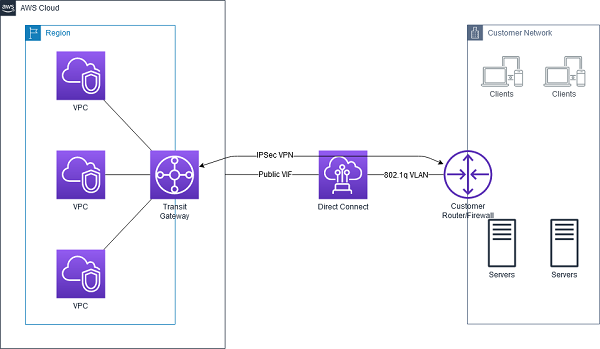 aws
AWS Cloud
Region
VPC
VPC
VPC
Transit
Gateway
IPSec VPN
Public VIF
Direct Connect
802.1q VLAN
Customer Network
Clients
Clients
Customer
Router/Firewall
Servers
Servers